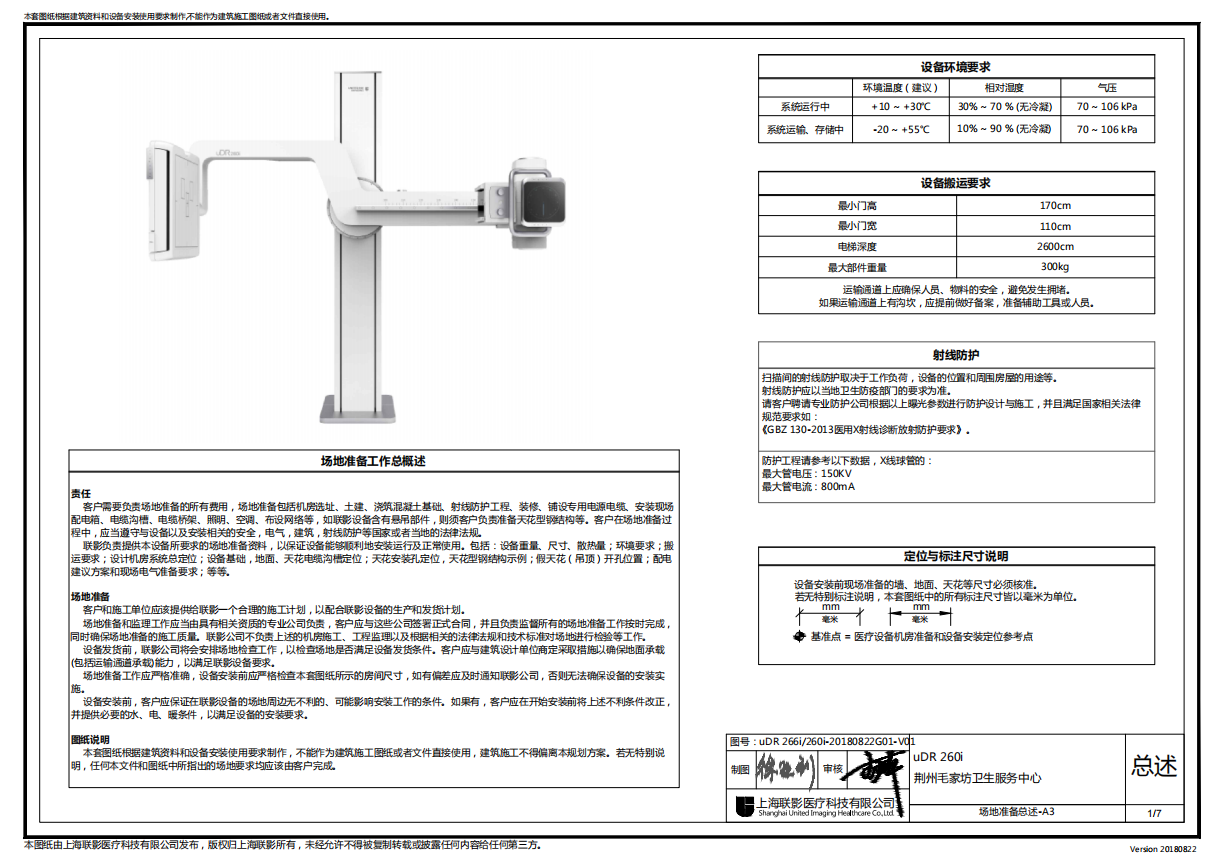 本套图纸根据建筑资料和设备安装使用要求制作,不能作为建筑施工图纸或者文件直接使用。
uDR 260i
设备环境要求
环境温度(建议) 相对湿度 气压
系统运行中 +10 ~ +30℃ 30% ~ 70 % (无冷凝) 70 ~ 106 kPa
系统运输、存储中 -20 ~ +55℃ 10% ~ 90 % (无冷凝) 70 ~ 106 kPa
设备搬运要求
最小门高 170cm
最小门宽 110cm
电梯深度 2600cm
最大部件重量 300kg
运输通道上应确保人员、物料的安全,避免发生拥堵。
如果运输通道上有沟坎,应提前做好备案,准备辅助工具或人员。
射线防护
扫描间的射线防护取决于工作负荷,设备的位置和周围房屋的用途等。
射线防护应以当地卫生防疫部门的要求为准。
请客户聘请专业防护公司根据以上曝光参数进行防护设计与施工,并且满足国家相关法律
规范要求如:
《GBZ 130-2013医用X射线诊断放射防护要求》。
防护工程请参考以下数据,X线球管的:
最大管电压:150KV
最大管电流:800mA
场地准备工作总概述
责任
客户需要负责场地准备的所有费用,场地准备包括机房选址、土建、浇筑混凝土基础、射线防护工程、装修、铺设专用电源电缆、安装现场
配电箱、电缆沟槽、电缆桥架、照明、空调、布设网络等,如联影设备含有悬吊部件,则须客户负责准备天花型钢结构等。客户在场地准备过
程中,应当遵守与设备以及安装相关的安全,电气,建筑,射线防护等国家或者当地的法律法规。
联影负责提供本设备所要求的场地准备资料,以保证设备能够顺利地安装运行及正常使用。包括:设备重量、尺寸、散热量;环境要求;搬
运要求;设计机房系统总定位;设备基础,地面、天花电缆沟槽定位;天花安装孔定位,天花型钢结构示例;假天花(吊顶)开孔位置;配电
建议方案和现场电气准备要求;等等。
场地准备
客户和施工单位应该提供给联影一个合理的施工计划,以配合联影设备的生产和发货计划。
场地准备和监理工作应当由具有相关资质的专业公司负责,客户应与这些公司签署正式合同,并且负责监督所有的场地准备工作按时完成,
同时确保场地准备的施工质量。联影公司不负责上述的机房施工、工程监理以及根据相关的法律法规和技术标准对场地进行检验等工作。
设备发货前,联影公司将会安排场地检查工作,以检查场地是否满足设备发货条件。客户应与建筑设计单位商定采取措施以确保地面承载
(包括运输通道承载)能力,以满足联影设备要求。
场地准备工作应严格准确,设备安装前应严格检查本套图纸所示的房间尺寸,如有偏差应及时通知联影公司,否则无法确保设备的安装实
施。
设备安装前,客户应保证在联影设备的场地周边无不利的、可能影响安装工作的条件。如果有,客户应在开始安装前将上述不利条件改正,
并提供必要的水、电、暖条件,以满足设备的安装要求。
图纸说明
本套图纸根据建筑资料和设备安装使用要求制作,不能作为建筑施工图纸或者文件直接使用,建筑施工不得偏离本规划方案。若无特别说
明,任何本文件和图纸中所指出的场地要求均应该由客户完成。
定位与标注尺寸说明
设备安装前现场准备的墙、地面、天花等尺寸必须核准。
若无特别标注说明,本套图纸中的所有标注尺寸皆以毫米为单位。
mm mm
毫米 毫米
基准点 = 医疗设备机房准备和设备安装定位参考点
图号:uDR 266i/260i-20180822G01-V01
制图 审核
uDR 260i
荆州毛家坊卫生服务中心
总述
上海联影医疗科技有限公司
Shanghai United Imaging Healthcare Co.,Ltd.
场地准备总述-A3
1/7
本图纸由上海联影医疗科技有限公司发布,版权归上海联影所有,未经允许不得被复制转载或披露任何内容给任何第三方。
Version 20180822